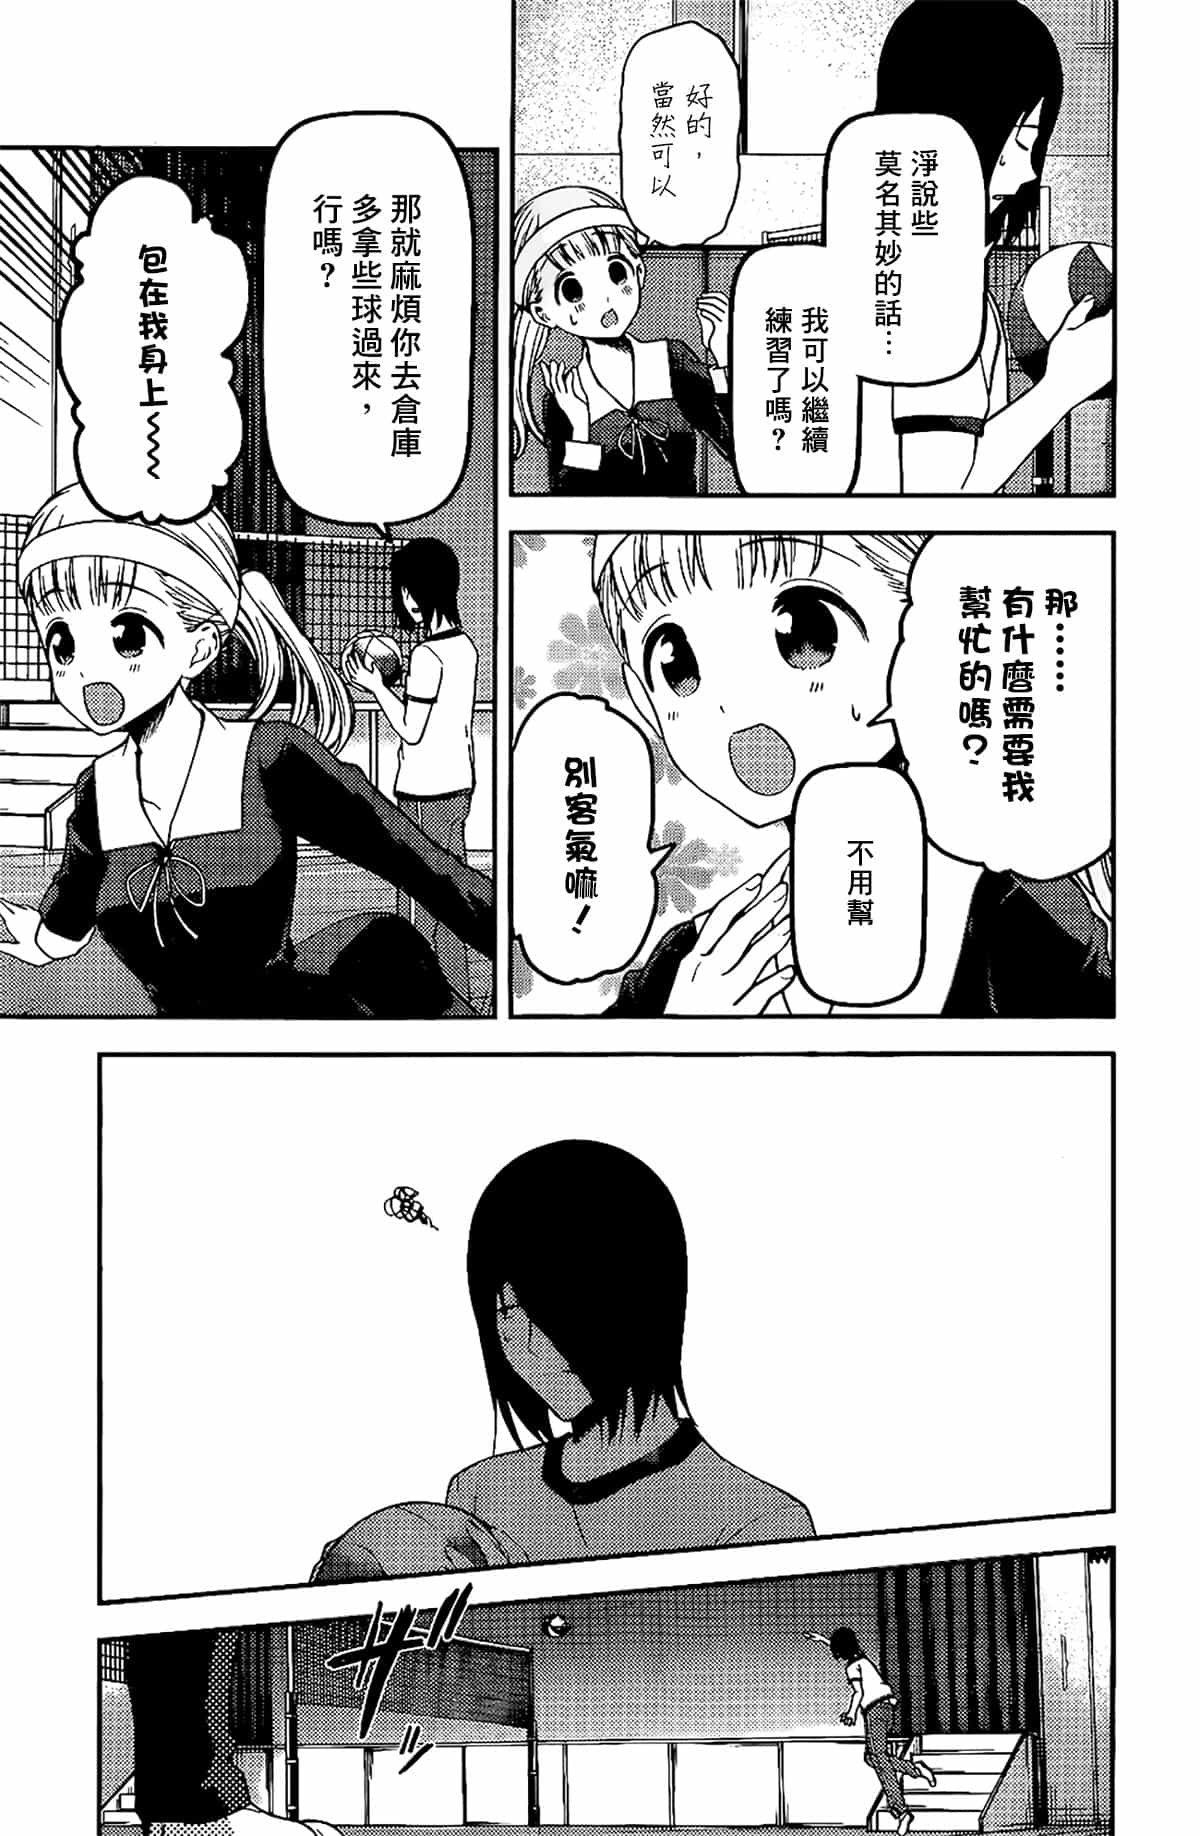 淨說些
莫名其妙的話…
我可以繼續
練習了嗎?
好的，
當然可以
那……
有什麼需要我
幫忙的嗎?
不用幫
別客氣嘛!
那就麻煩你去倉庫
多拿些球過來，
行嗎?
包在我身上～～
ザッ